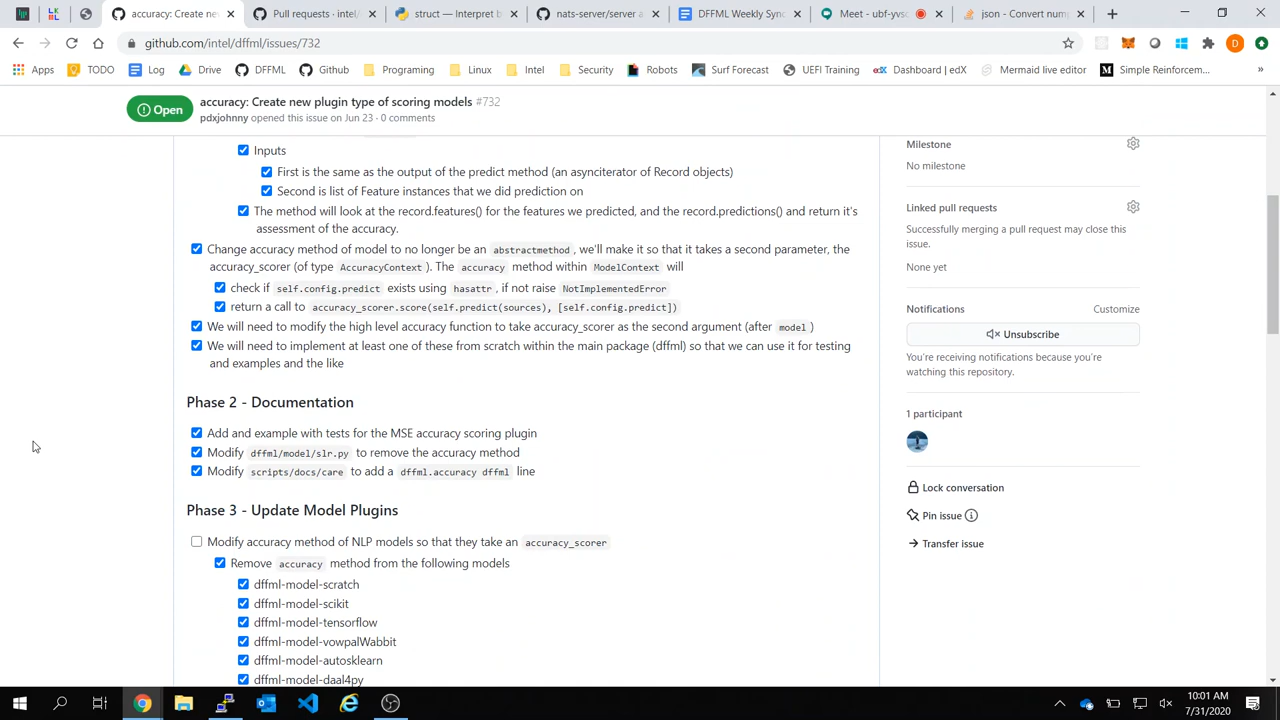 accuracy: Create new
Pull requests · intel/
struct — Interpret b
nats-server/server a
DFFML Weekly Sync
Meet - ubf-yvsc
json - Convert nump
github.com/intel/dffml/issues/732
D
Apps
TODO
Log
Drive
DFFML
Github
Programing
Linux
Intel
Security
Robots
Surf Forecast
UEFI Training
edX
Dashboard | edX
Mermaid live editor
M
Simple Reinforcem...
»
Open
accuracy: Create new plugin type of scoring models #732
pdxjohnny opened this issue on Jun 23 · 0 comments
Inputs
First is the same as the output of the predict method (an asynciterator of Record objects)
Second is list of Feature instances that we did prediction on
The method will look at the record.features() for the features we predicted, and the record.predictions() and return it's
assessment of the accuracy.
Change accuracy method of model to no longer be an abstractmethod , we'll make it so that it takes a second parameter, the
accuracy_scorer (of type AccuracyContext ). The accuracy method within ModelContext will
check if self.config.predict exists using hasattr , if not raise NotImplementedError
return a call to accuracy_scorer.score(self.predict(sources), [self.config.predict])
We will need to modify the high level accuracy function to take accuracy_scorer as the second argument (after model )
We will need to implement at least one of these from scratch within the main package (dffml) so that we can use it for testing
and examples and the like
Phase 2 - Documentation
Add and example with tests for the MSE accuracy scoring plugin
Modify dffml/model/slr.py to remove the accuracy method
Modify scripts/docs/care to add a dffml.accuracy dffml line
Phase 3 - Update Model Plugins
Modify accuracy method of NLP models so that they take an accuracy_scorer
Remove accuracy method from the following models
dffml-model-scratch
dffml-model-scikit
dffml-model-tensorflow
dffml-model-vowpalWabbit
dffml-model-autosklearn
dffml-model-daal4py
Milestone
No milestone
Linked pull requests
Successfully merging a pull request may close this
issue.
None yet
Notifications
Customize
Unsubscribe
You're receiving notifications because you're
watching this repository.
1 participant
Lock conversation
Pin issue
Transfer issue
10:01 AM
7/31/2020